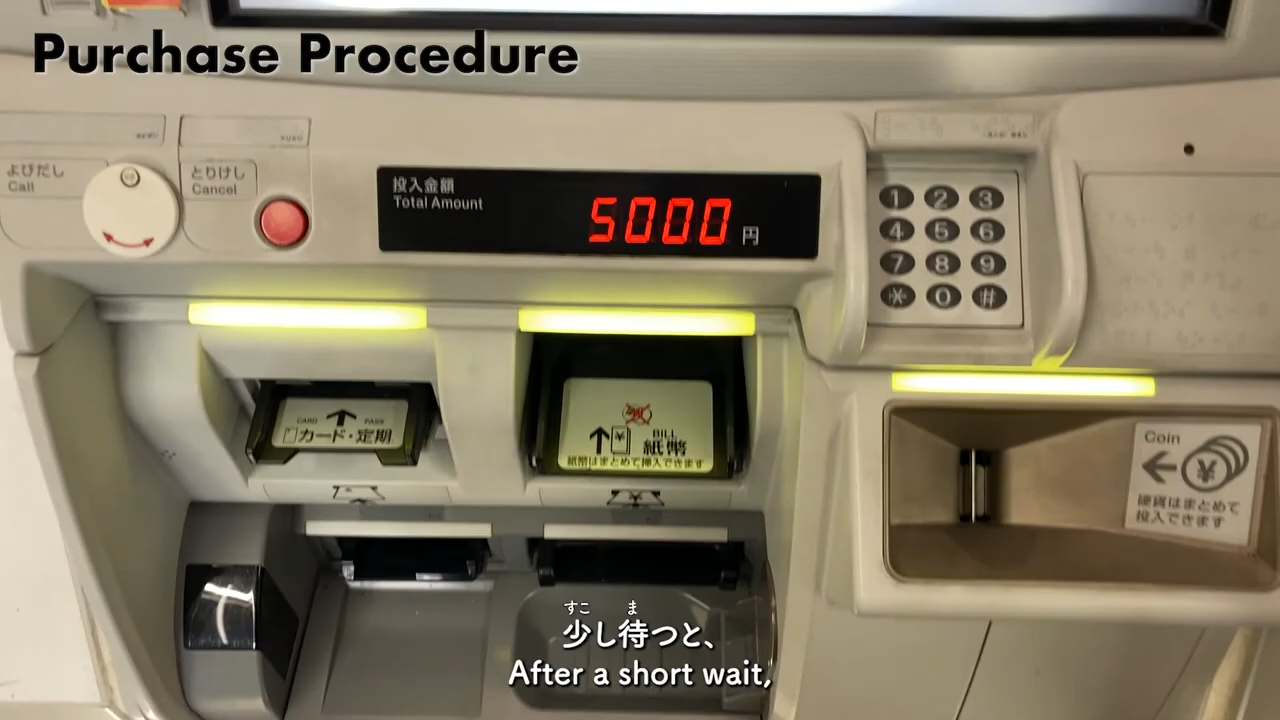 Purchase Procedure
よびだし
Call
とりけし
Cancel
投入金額
Total Amount
5000 円
1 2 3
4 5 6
7 8 9
* 0 #
CARD PASS
カード・定期
BILL
紙幣
紙幣はまとめて挿入できます
Coin
硬貨はまとめて
投入できます
すこ ま
少し待つと、
After a short wait,